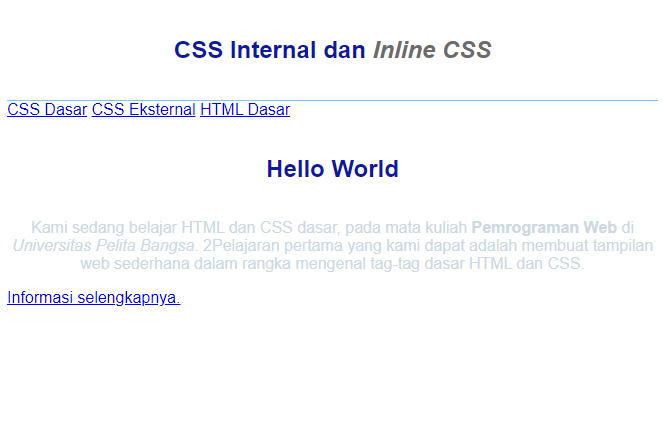 CSS Internal dan Inline CSS
CSS Dasar CSS Eksternal HTML Dasar
Hello World
Kami sedang belajar HTML dan CSS dasar, pada mata kuliah Pemrograman Web di
Universitas Pelita Bangsa. 2Pelajaran pertama yang kami dapat adalah membuat tampilan
web sederhana dalam rangka mengenal tag-tag dasar HTML dan CSS.
Informasi selengkapnya.